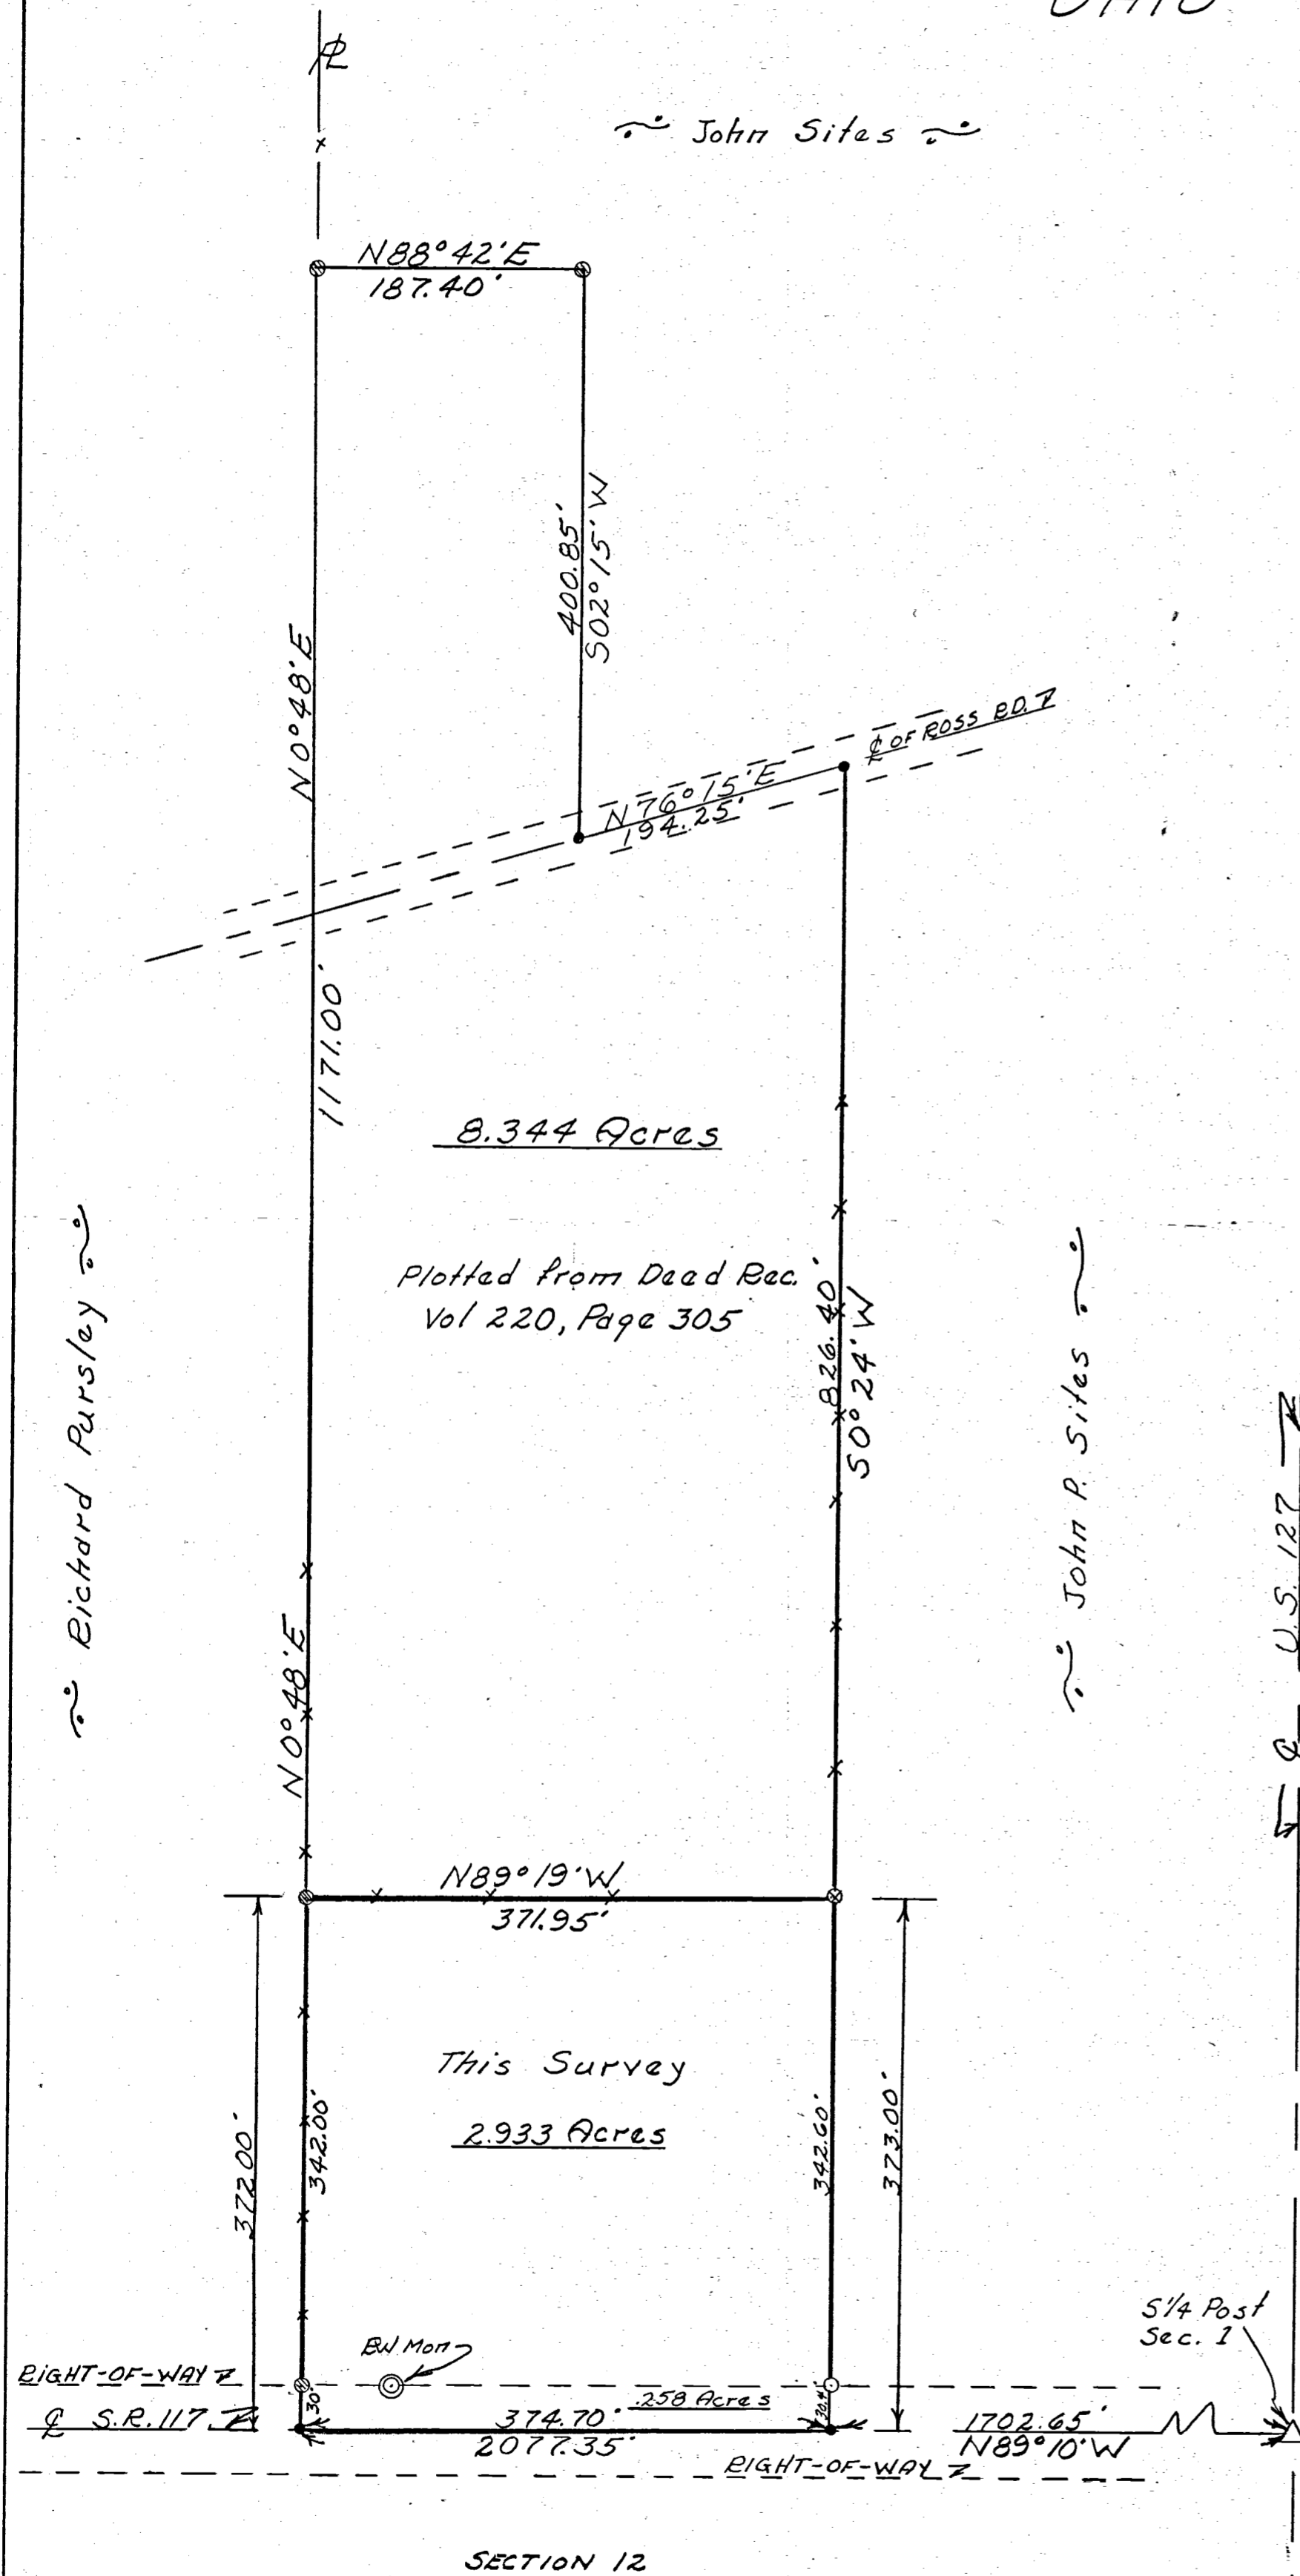 OHIO
PL
John Sites
N88°42'E
187.40'
400.85'
S02°15'W
N0°48'E
℄ OF ROSS RD.
N76°15'E
194.25'
1171.00'
8.344 Acres
Plotted from Deed Rec.
Vol 220, Page 305
826.40'
S0°24'W
Richard Pursley
John P. Sites
℄ U.S. 127
N0°48'E
N89°19'W
371.95'
This Survey
2.933 Acres
372.00'
342.00'
342.60'
373.00'
S 1/4 Post
Sec. 1
RW Mon
RIGHT-OF-WAY
.258 Acres
30'
30.4'
℄ S.R. 117
374.70'
1702.65'
2077.35'
N89°10'W
RIGHT-OF-WAY
SECTION 12